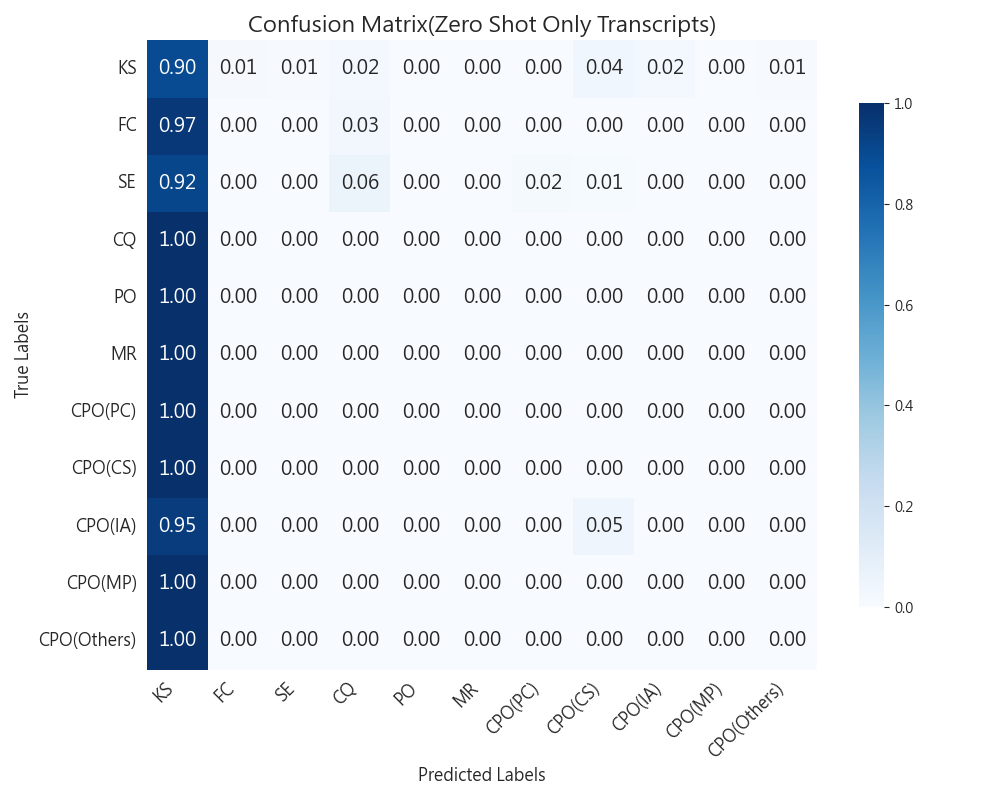 Confusion Matrix(Zero Shot Only Transcripts)
KS 0.90 0.01 0.01 0.02 0.00 0.00 0.00 0.04 0.02 0.00 0.01
FC 0.97 0.00 0.00 0.03 0.00 0.00 0.00 0.00 0.00 0.00 0.00
SE 0.92 0.00 0.00 0.06 0.00 0.00 0.02 0.01 0.00 0.00 0.00
CQ 1.00 0.00 0.00 0.00 0.00 0.00 0.00 0.00 0.00 0.00 0.00
PO 1.00 0.00 0.00 0.00 0.00 0.00 0.00 0.00 0.00 0.00 0.00
MR 1.00 0.00 0.00 0.00 0.00 0.00 0.00 0.00 0.00 0.00 0.00
CPO(PC) 1.00 0.00 0.00 0.00 0.00 0.00 0.00 0.00 0.00 0.00 0.00
CPO(CS) 1.00 0.00 0.00 0.00 0.00 0.00 0.00 0.00 0.00 0.00 0.00
CPO(IA) 0.95 0.00 0.00 0.00 0.00 0.00 0.00 0.05 0.00 0.00 0.00
CPO(MP) 1.00 0.00 0.00 0.00 0.00 0.00 0.00 0.00 0.00 0.00 0.00
CPO(Others) 1.00 0.00 0.00 0.00 0.00 0.00 0.00 0.00 0.00 0.00 0.00
KS FC SE CQ PO MR CPO(PC) CPO(CS) CPO(IA) CPO(MP) CPO(Others)
Predicted Labels
True Labels
1.0
0.8
0.6
0.4
0.2
0.0